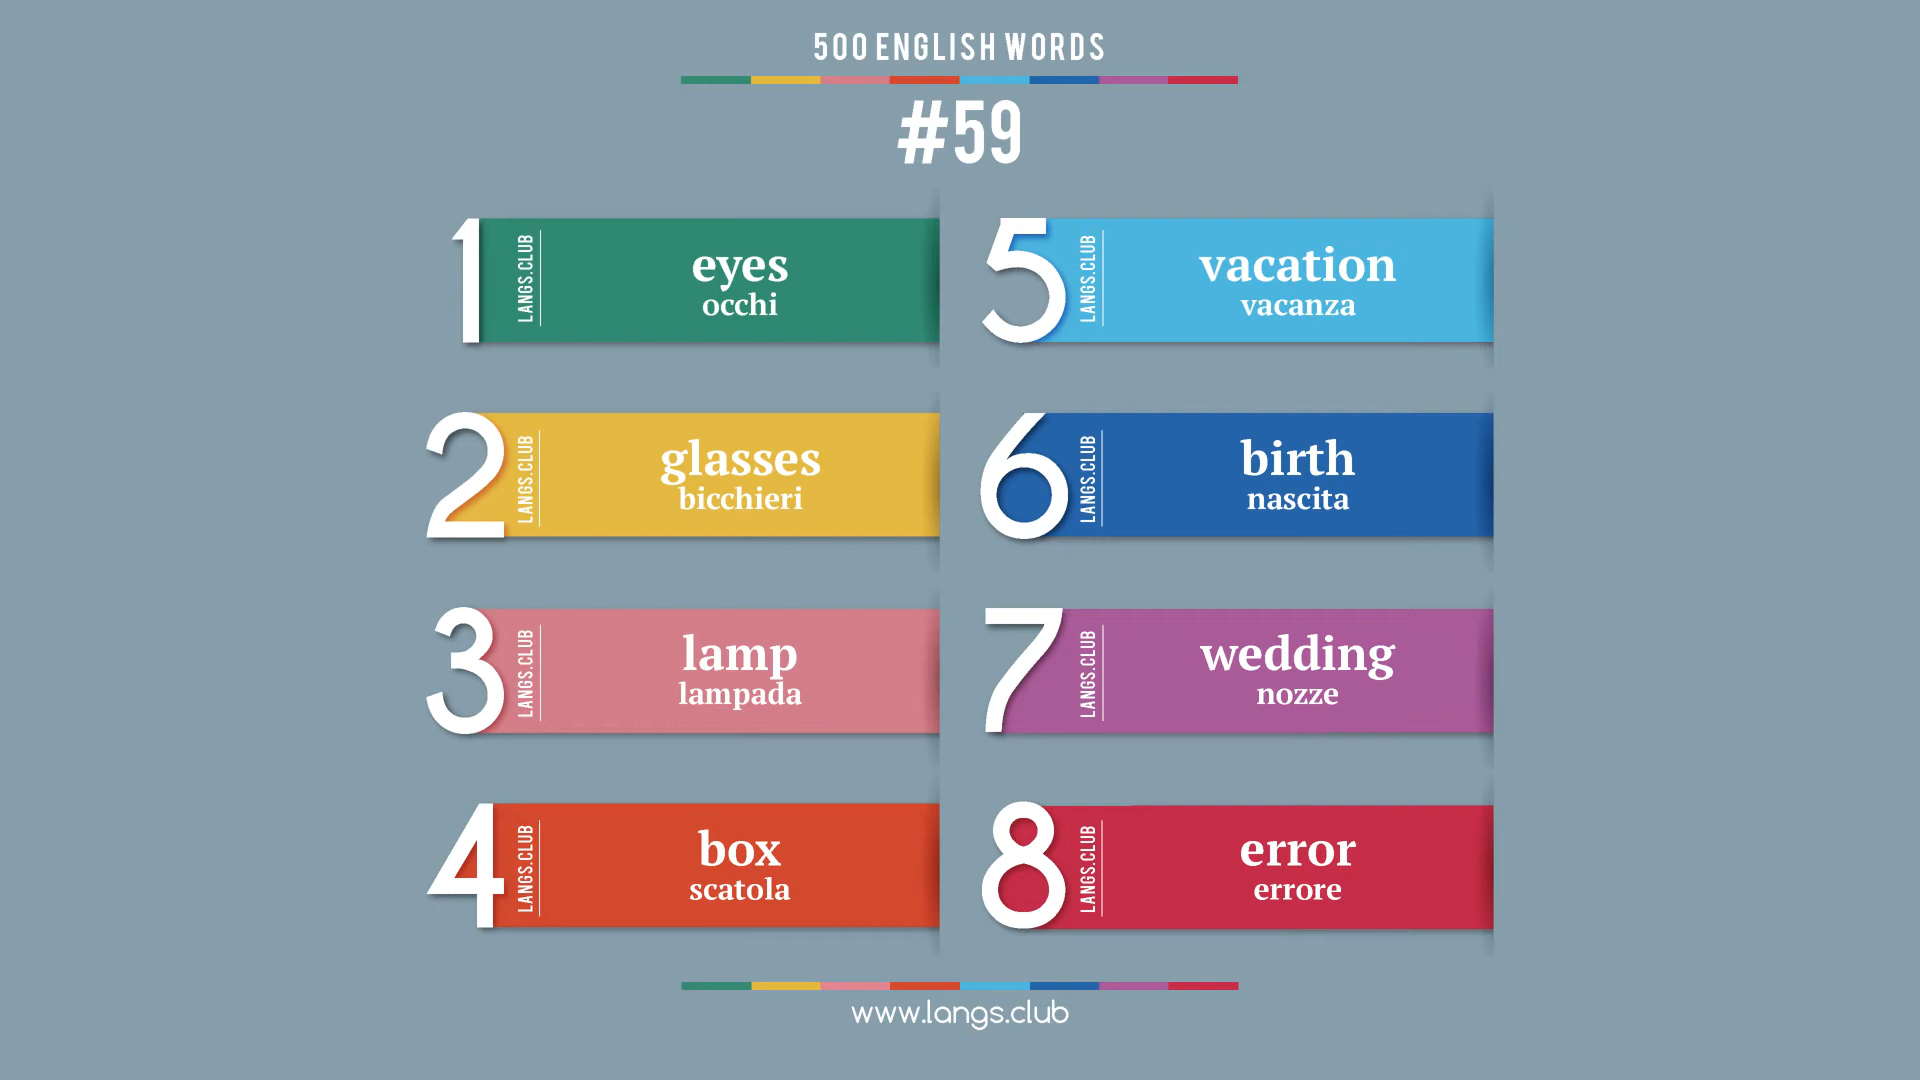 500 ENGLISH WORDS
#59
1
LANGS.CLUB
eyes
occhi
2
LANGS.CLUB
glasses
bicchieri
3
LANGS.CLUB
lamp
lampada
4
LANGS.CLUB
box
scatola
5
LANGS.CLUB
vacation
vacanza
6
LANGS.CLUB
birth
nascita
7
LANGS.CLUB
wedding
nozze
8
LANGS.CLUB
error
errore
www.langs.club